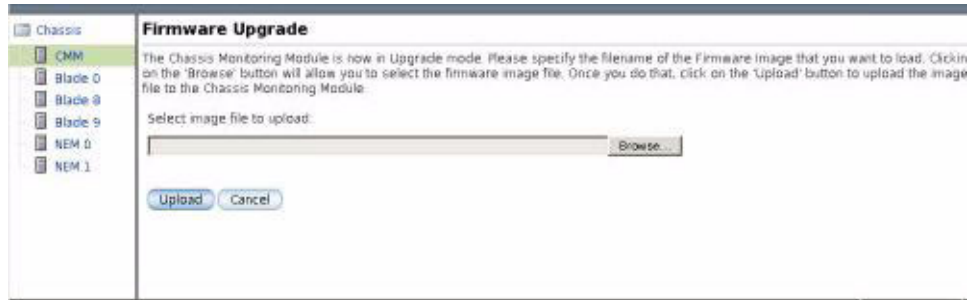 Chassis
CMM
Blade 0
Blade 8
Blade 9
NEM 0
NEM 1
Firmware Upgrade
The Chassis Monitoring Module is now in Upgrade mode. Please specify the filename of the Firmware Image that you want to load. Clickin
on the 'Browse' button will allow you to select the firmware image file. Once you do that, click on the 'Upload' button to upload the image
file to the Chassis Monitoring Module.
Select image file to upload:
Browse...
Upload
Cancel